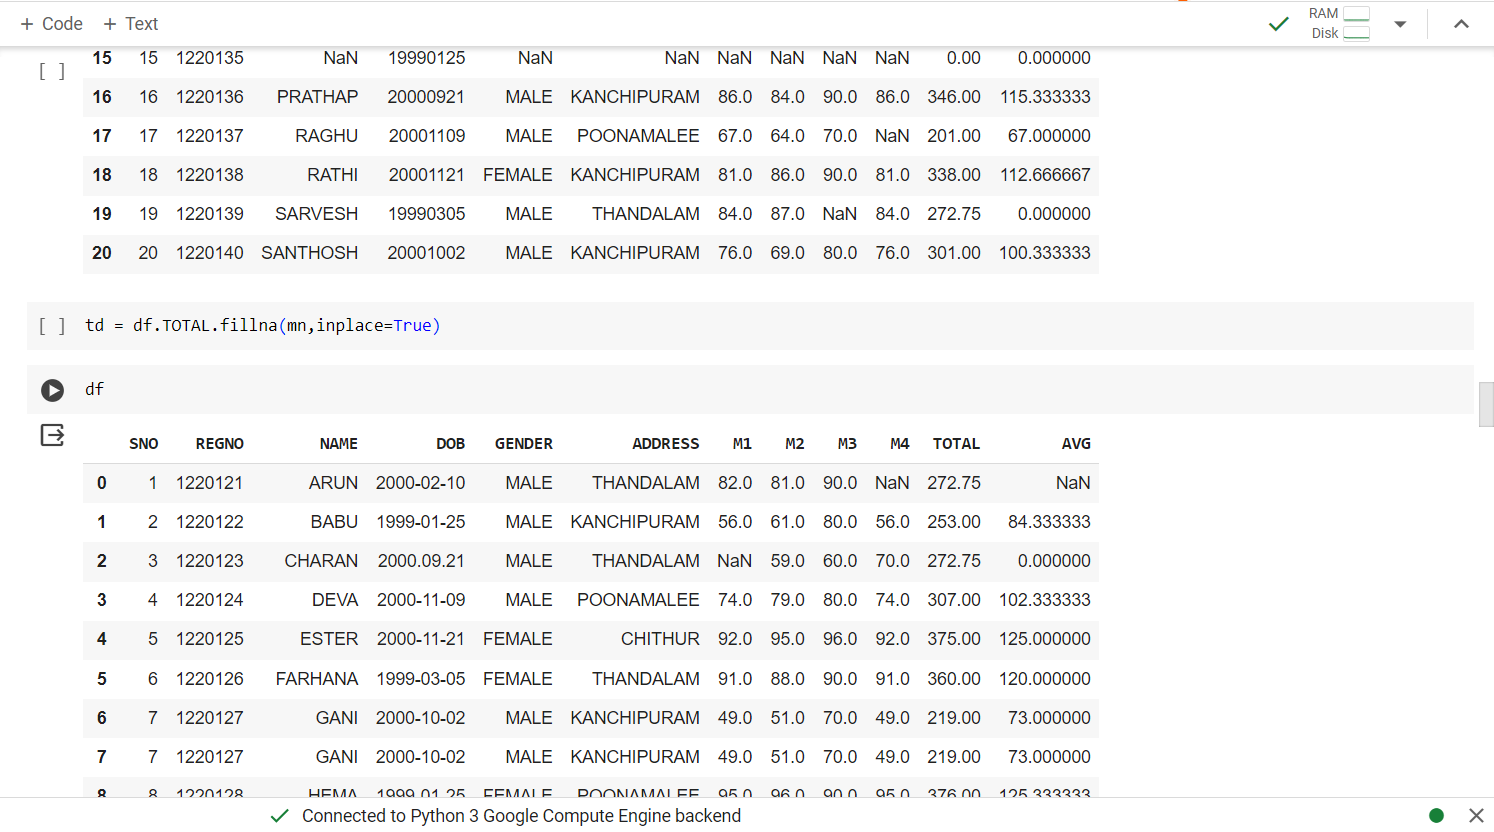 + Code + Text RAM Disk
[ ] 15 15 1220135 NaN 19990125 NaN NaN NaN NaN NaN NaN 0.00 0.000000
16 16 1220136 PRATHAP 20000921 MALE KANCHIPURAM 86.0 84.0 90.0 86.0 346.00 115.333333
17 17 1220137 RAGHU 20001109 MALE POONAMALEE 67.0 64.0 70.0 NaN 201.00 67.000000
18 18 1220138 RATHI 20001121 FEMALE KANCHIPURAM 81.0 86.0 90.0 81.0 338.00 112.666667
19 19 1220139 SARVESH 19990305 MALE THANDALAM 84.0 87.0 NaN 84.0 272.75 0.000000
20 20 1220140 SANTHOSH 20001002 MALE KANCHIPURAM 76.0 69.0 80.0 76.0 301.00 100.333333
[ ] td = df.TOTAL.fillna(mn,inplace=True)
df
SNO REGNO NAME DOB GENDER ADDRESS M1 M2 M3 M4 TOTAL AVG
0 1 1220121 ARUN 2000-02-10 MALE THANDALAM 82.0 81.0 90.0 NaN 272.75 NaN
1 2 1220122 BABU 1999-01-25 MALE KANCHIPURAM 56.0 61.0 80.0 56.0 253.00 84.333333
2 3 1220123 CHARAN 2000.09.21 MALE THANDALAM NaN 59.0 60.0 70.0 272.75 0.000000
3 4 1220124 DEVA 2000-11-09 MALE POONAMALEE 74.0 79.0 80.0 74.0 307.00 102.333333
4 5 1220125 ESTER 2000-11-21 FEMALE CHITHUR 92.0 95.0 96.0 92.0 375.00 125.000000
5 6 1220126 FARHANA 1999-03-05 FEMALE THANDALAM 91.0 88.0 90.0 91.0 360.00 120.000000
6 7 1220127 GANI 2000-10-02 MALE KANCHIPURAM 49.0 51.0 70.0 49.0 219.00 73.000000
7 7 1220127 GANI 2000-10-02 MALE KANCHIPURAM 49.0 51.0 70.0 49.0 219.00 73.000000
8 8 1220128 HEMA 1999-01-25 FEMALE POONAMALEE 95.0 96.0 90.0 95.0 376.00 125.333333
Connected to Python 3 Google Compute Engine backend